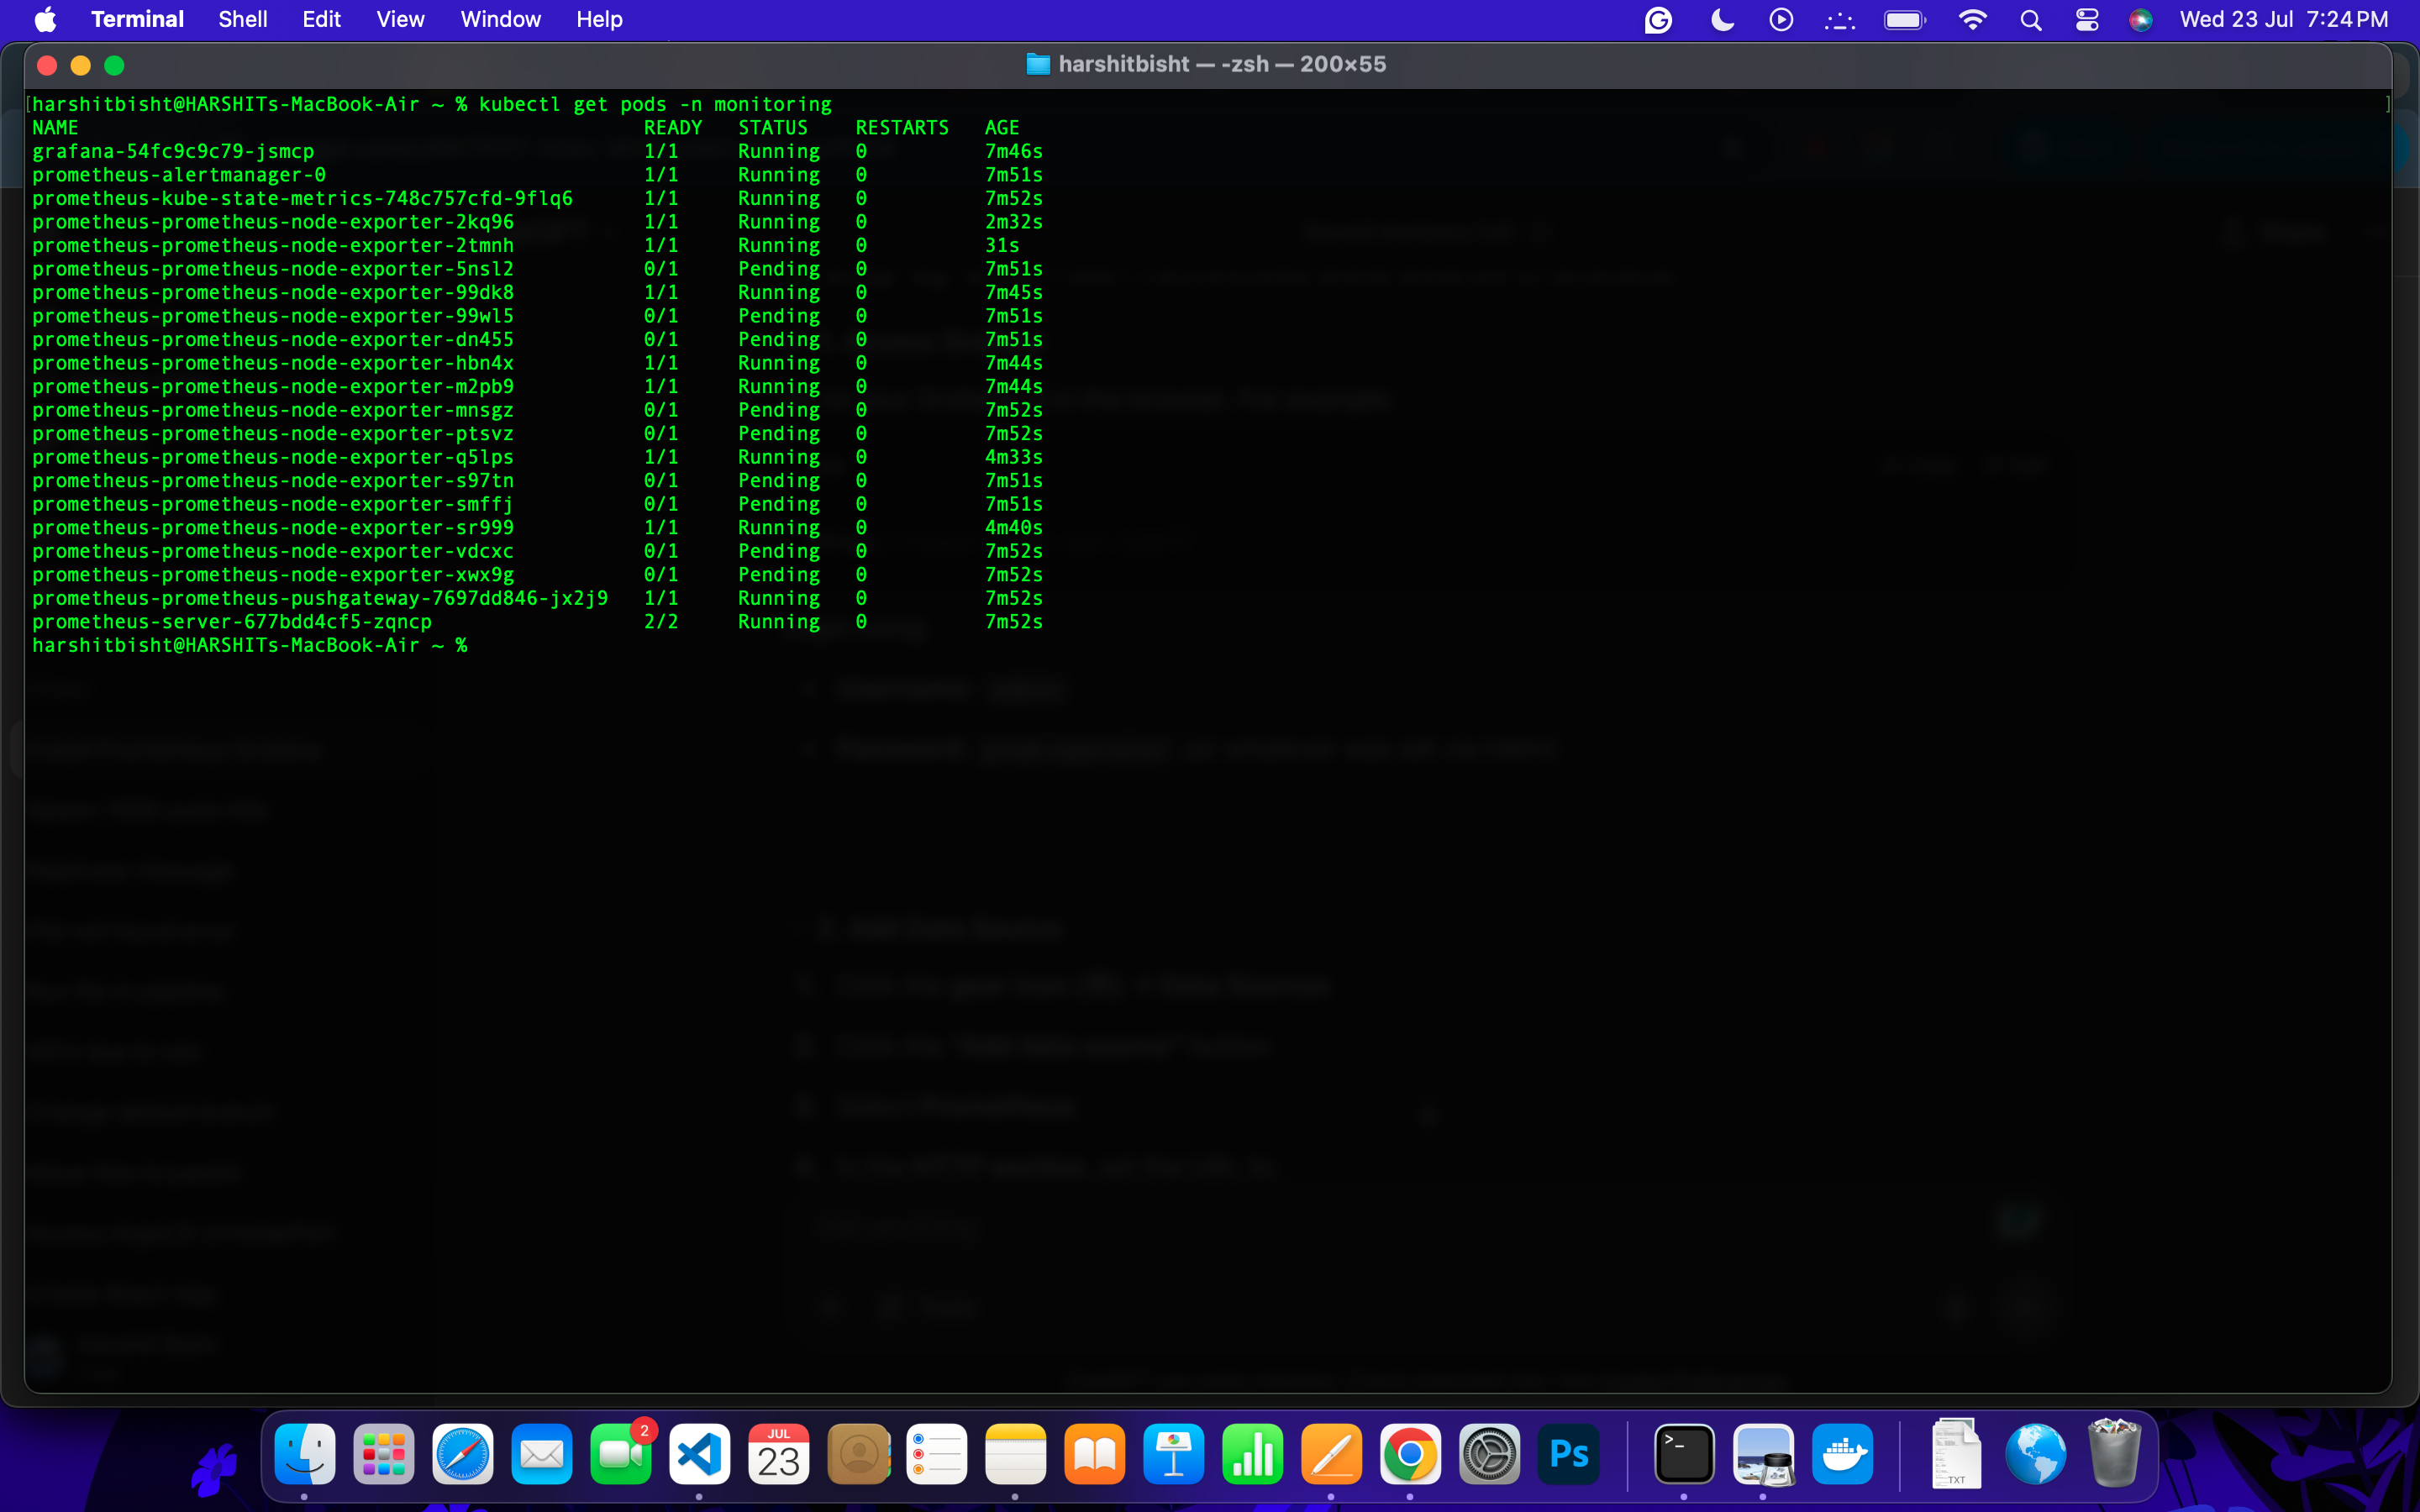 Terminal Shell Edit View Window Help Wed 23 Jul 7:24 PM
harshitbisht — -zsh — 200×55
[harshitbisht@HARSHITs-MacBook-Air ~ % kubectl get pods -n monitoring ]
NAME READY STATUS RESTARTS AGE
grafana-54fc9c9c79-jsmcp 1/1 Running 0 7m46s
prometheus-alertmanager-0 1/1 Running 0 7m51s
prometheus-kube-state-metrics-748c757cfd-9flq6 1/1 Running 0 7m52s
prometheus-prometheus-node-exporter-2kq96 1/1 Running 0 2m32s
prometheus-prometheus-node-exporter-2tmnh 1/1 Running 0 31s
prometheus-prometheus-node-exporter-5nsl2 0/1 Pending 0 7m51s
prometheus-prometheus-node-exporter-99dk8 1/1 Running 0 7m45s
prometheus-prometheus-node-exporter-99wl5 0/1 Pending 0 7m51s
prometheus-prometheus-node-exporter-dn455 0/1 Pending 0 7m51s
prometheus-prometheus-node-exporter-hbn4x 1/1 Running 0 7m44s
prometheus-prometheus-node-exporter-m2pb9 1/1 Running 0 7m44s
prometheus-prometheus-node-exporter-mnsgz 0/1 Pending 0 7m52s
prometheus-prometheus-node-exporter-ptsvz 0/1 Pending 0 7m52s
prometheus-prometheus-node-exporter-q5lps 1/1 Running 0 4m33s
prometheus-prometheus-node-exporter-s97tn 0/1 Pending 0 7m51s
prometheus-prometheus-node-exporter-smffj 0/1 Pending 0 7m51s
prometheus-prometheus-node-exporter-sr999 1/1 Running 0 4m40s
prometheus-prometheus-node-exporter-vdcxc 0/1 Pending 0 7m52s
prometheus-prometheus-node-exporter-xwx9g 0/1 Pending 0 7m52s
prometheus-prometheus-pushgateway-7697dd846-jx2j9 1/1 Running 0 7m52s
prometheus-server-677bdd4cf5-zqncp 2/2 Running 0 7m52s
harshitbisht@HARSHITs-MacBook-Air ~ %
2
JUL
23
Ps
>_
TXT